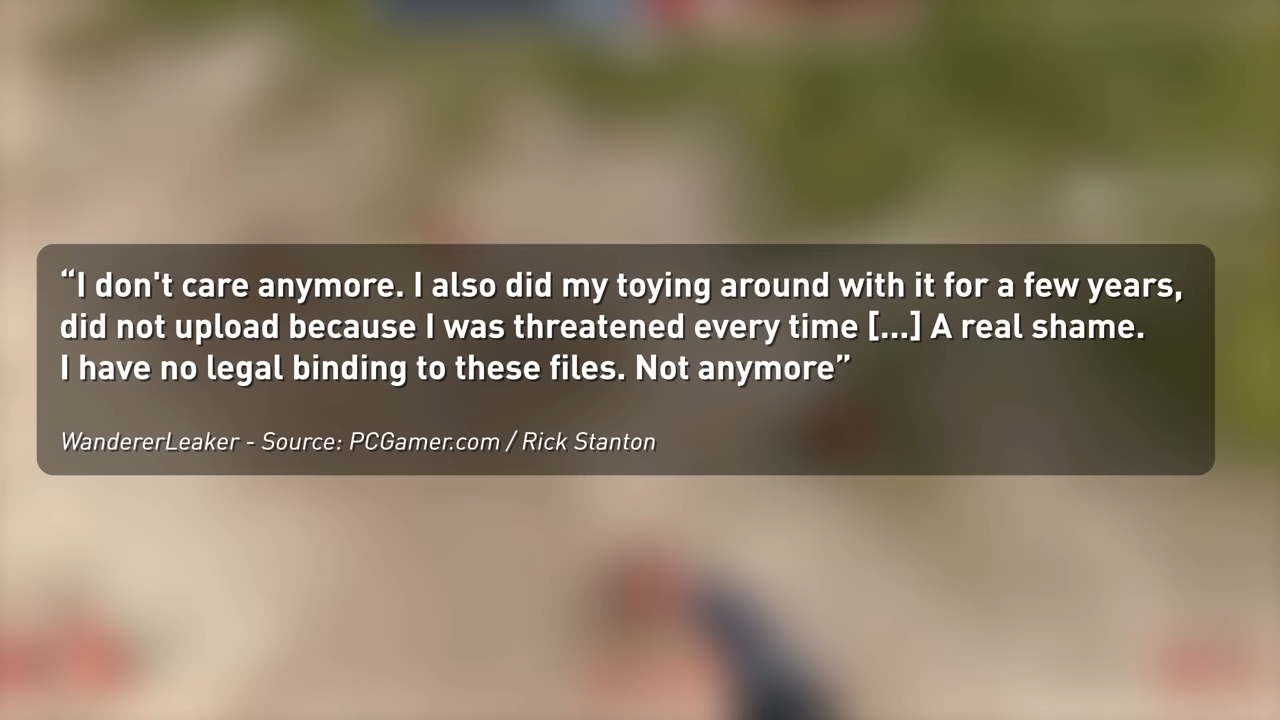 “I don't care anymore. I also did my toying around with it for a few years,
did not upload because I was threatened every time [...] A real shame.
I have no legal binding to these files. Not anymore”
WandererLeaker - Source: PCGamer.com / Rick Stanton